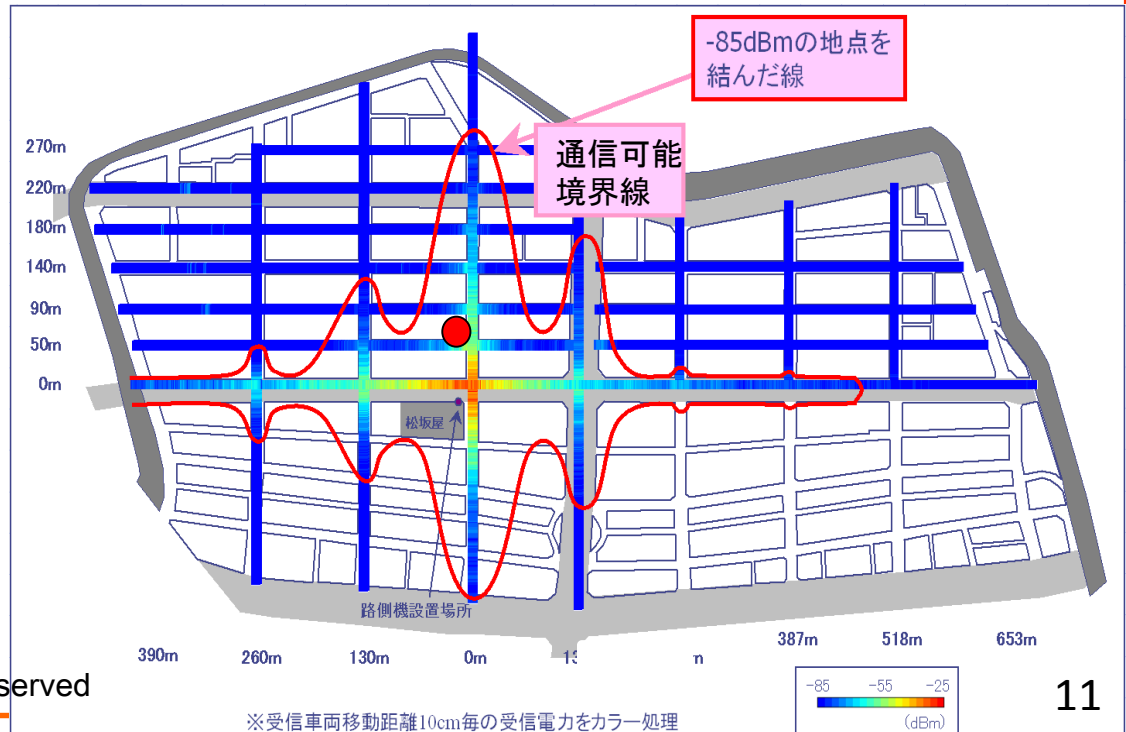 -85dBmの地点を
結んだ線
通信可能
境界線
270m
220m
180m
140m
90m
50m
0m
松坂屋
路側機設置場所
390m
260m
130m
0m
387m
518m
653m
-85
-55
-25
(dBm)
served
※受信車両移動距離10cm毎の受信電力をカラー処理
11